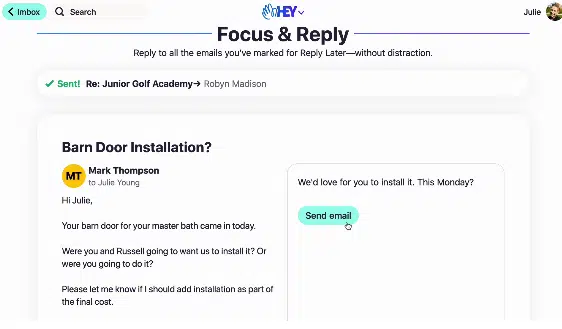 Inbox
Search
HEY
Julie
Focus & Reply
Reply to all the emails you've marked for Reply Later—without distraction.
✔ Sent! Re: Junior Golf Academy→ Robyn Madison
Barn Door Installation?
MT
Mark Thompson
to Julie Young
Hi Julie,
Your barn door for your master bath came in today.
Were you and Russell going to want us to install it? Or
were you going to do it?
Please let me know if I should add installation as part of
the final cost.
We'd love for you to install it. This Monday?
Send email